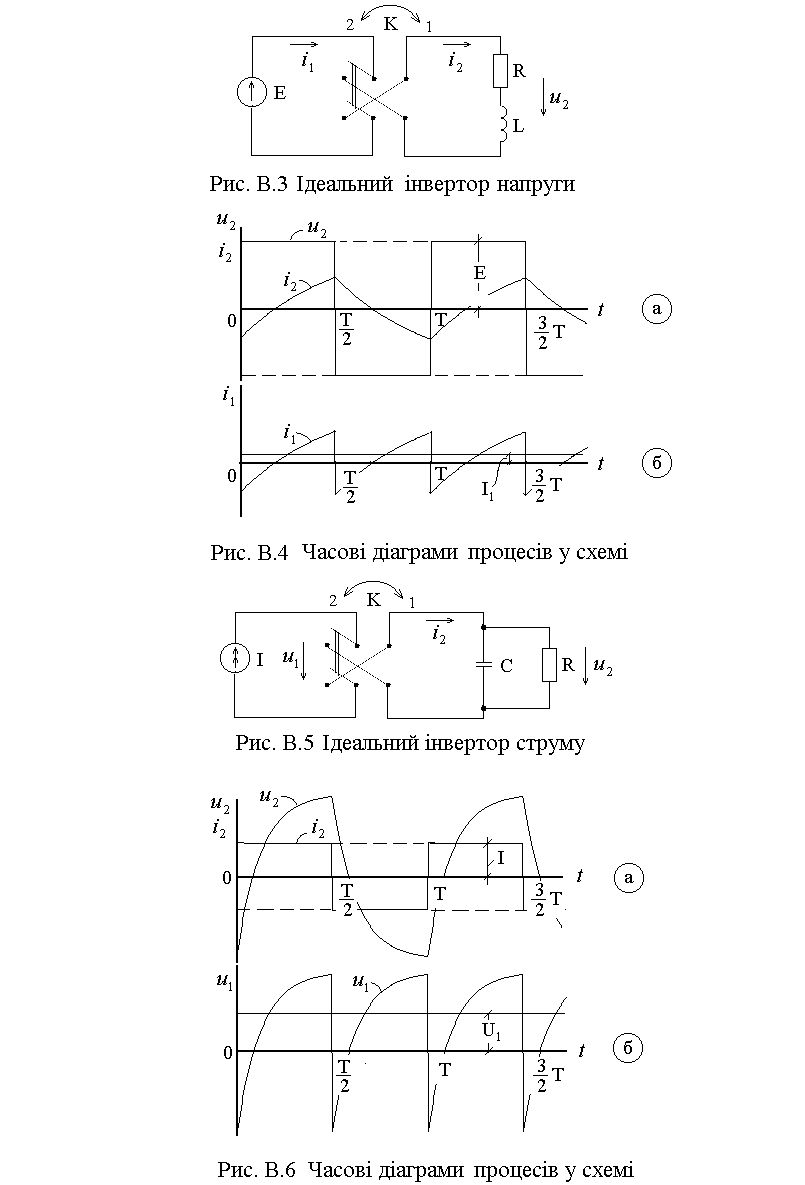 2 K 1
i1 i2
E R
L u2
Рис. В.3 Ідеальний інвертор напруги
u2
i2 u2
i2 E
0 T/2 T 3/2 T t а
i1
i1
0 T/2 T I1 3/2 T t б
Рис. В.4 Часові діаграми процесів у схемі
2 K 1
i2
I u1 C R u2
Рис. В.5 Ідеальний інвертор струму
u2 u2
i2 i2
I
0 T/2 T 3/2 T t а
u1 u1
U1
0 T/2 T 3/2 T t б
Рис. В.6 Часові діаграми процесів у схемі